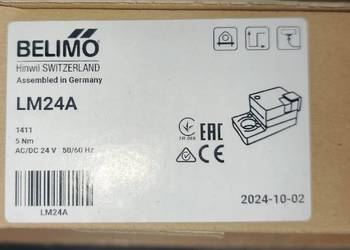 BELIMO
Hinwil SWITZERLAND
Assembled in Germany
LM24A
1411
5 Nm
AC/DC 24 V 50/60 Hz
EAC
CE
LM24A
2024-10-02